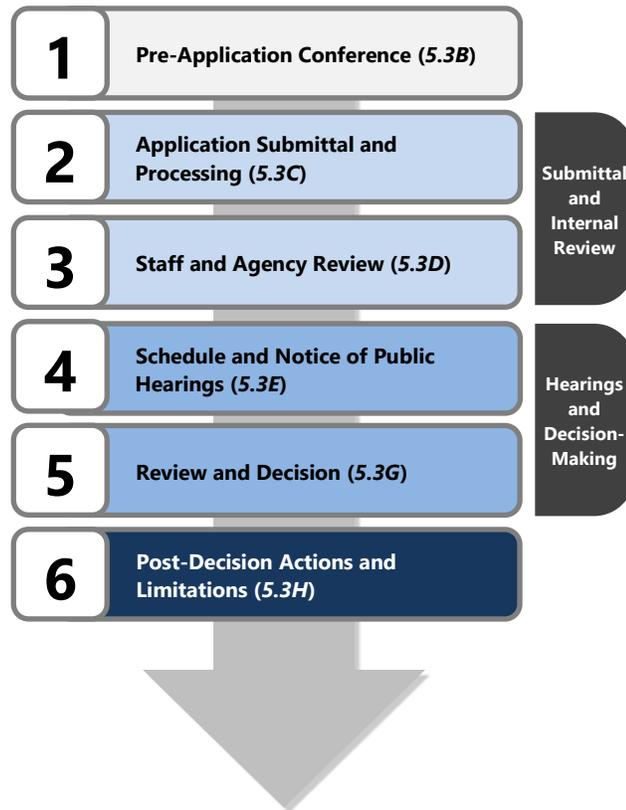 1
Pre-Application Conference (5.3B)
2
Application Submittal and
Processing (5.3C)
3
Staff and Agency Review (5.3D)
Submittal
and
Internal
Review
4
Schedule and Notice of Public
Hearings (5.3E)
5
Review and Decision (5.3G)
Hearings
and
Decision-
Making
6
Post-Decision Actions and
Limitations (5.3H)